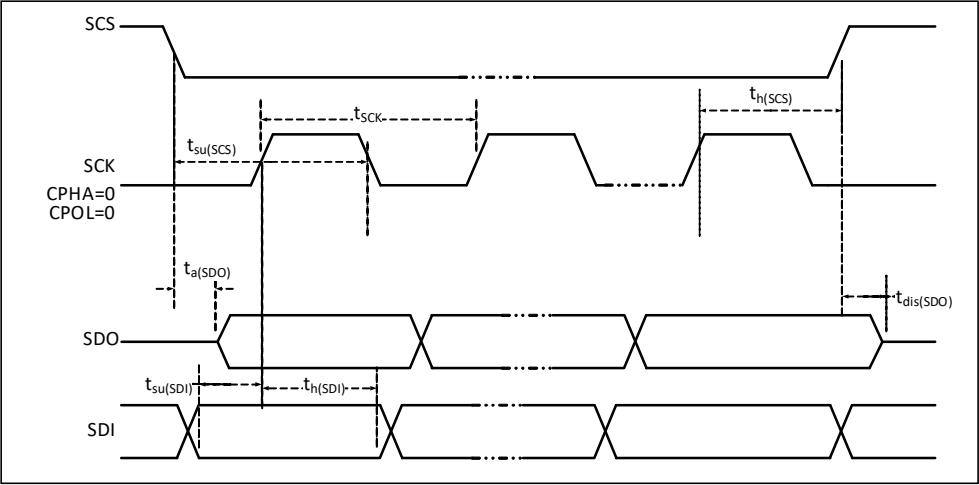 SCS
th(SCS)
tSCK
tsu(SCS)
SCK
CPHA=0
CPOL=0
ta(SDO)
tdis(SDO)
SDO
tsu(SDI)
th(SDI)
SDI